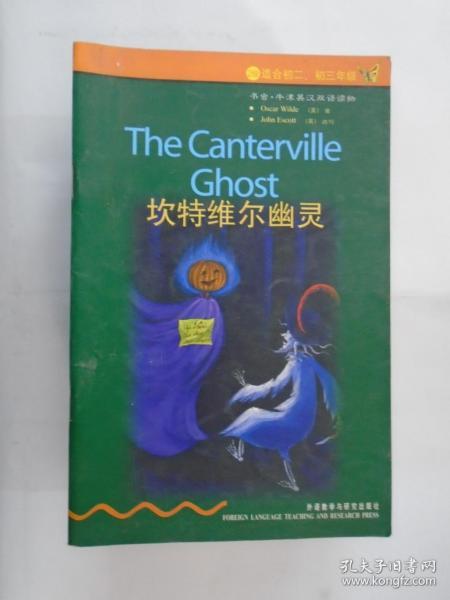 2级 适合初二、初三年级
书虫·牛津英汉双语读物
Oscar Wilde (英) 著
John Escott (英) 改写
The Canterville
Ghost
坎特维尔幽灵
外语教学与研究出版社
FOREIGN LANGUAGE TEACHING AND RESEARCH PRESS
孔夫子旧书网
www.kongfz.com